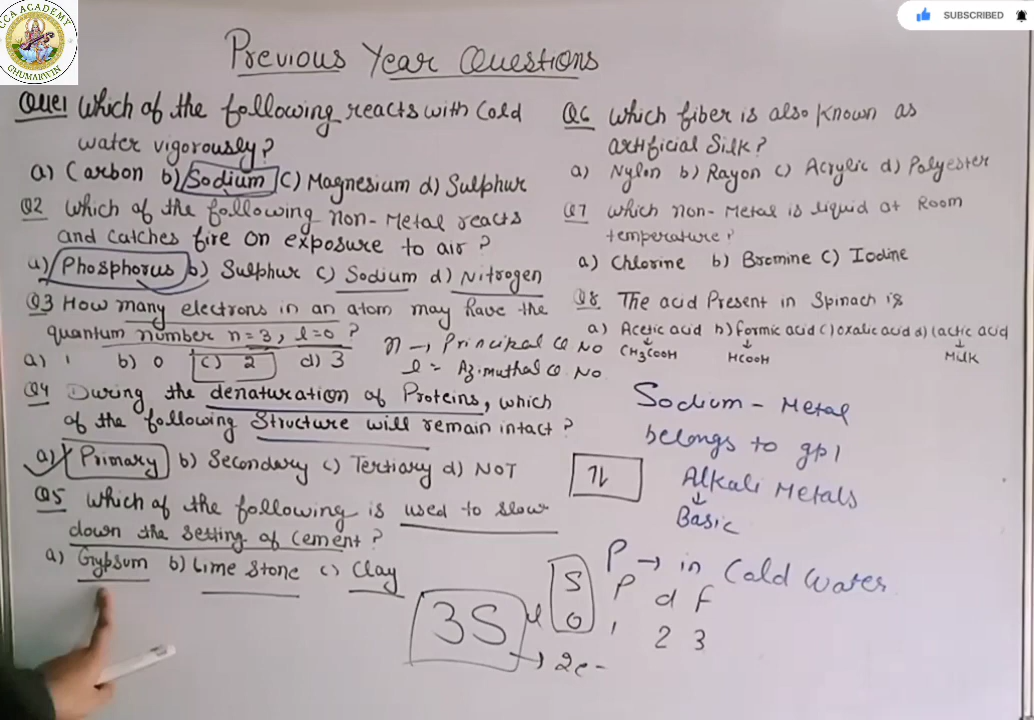 CCA ACADEMY
GHUMARWIN
SUBSCRIBED
Previous Year Questions
QUE1 Which of the following reacts with Cold
water vigorously?
a) Carbon b) Sodium (C) Magnesium d) Sulphur
Q2 Which of the following non-Metal reacts
and catches fire on exposure to air?
a) Phosphorus b) Sulphur c) Sodium d) Nitrogen
Q3 How many electrons in an atom may have the
quantum number n=3, l=0?
a) 1 b) 0 (c) 2 d) 3
n → Principal Q No
l = Azimuthal Q No.
Q4 During the denaturation of Proteins, which
of the following Structure will remain intact?
a) Primary b) Secondary c) Tertiary d) NOT
Q5 Which of the following is used to slow
down the setting of cement?
a) Gypsum b) Lime Stone c) Clay
Q6 Which fiber is also known as
artificial Silk?
a) Nylon b) Rayon c) Acrylic d) Polyester
Q7 Which non-Metal is liquid at Room
temperature?
a) Chlorine b) Bromine C) Iodine
Q8 The acid Present in Spinach is
a) Acetic acid b) formic acid c) oxalic acid d) lactic acid
CH3COOH HCOOH Milk
Sodium - Metal
belongs to gp1
Alkali Metals
↓
Basic
P → in Cold Water
S P d f
0 1 2 3
3S l
→ 2e-